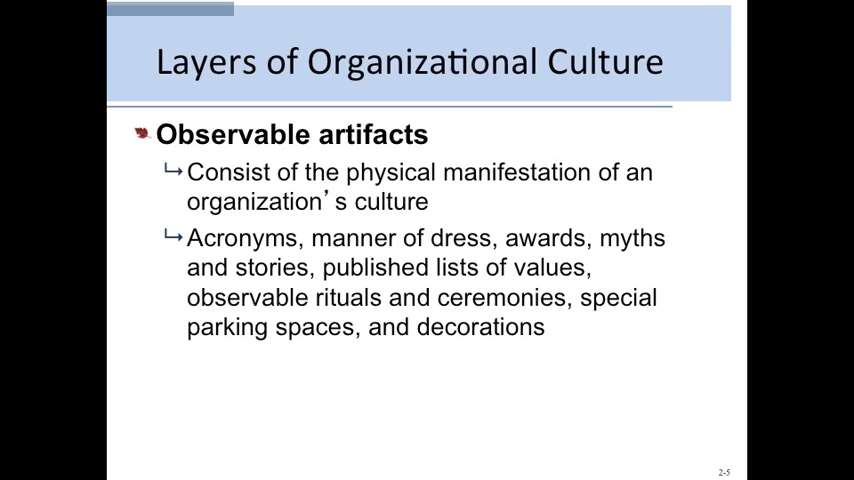 Layers of Organizational Culture
Observable artifacts
Consist of the physical manifestation of an
organization’s culture
Acronyms, manner of dress, awards, myths
and stories, published lists of values,
observable rituals and ceremonies, special
parking spaces, and decorations
2-5